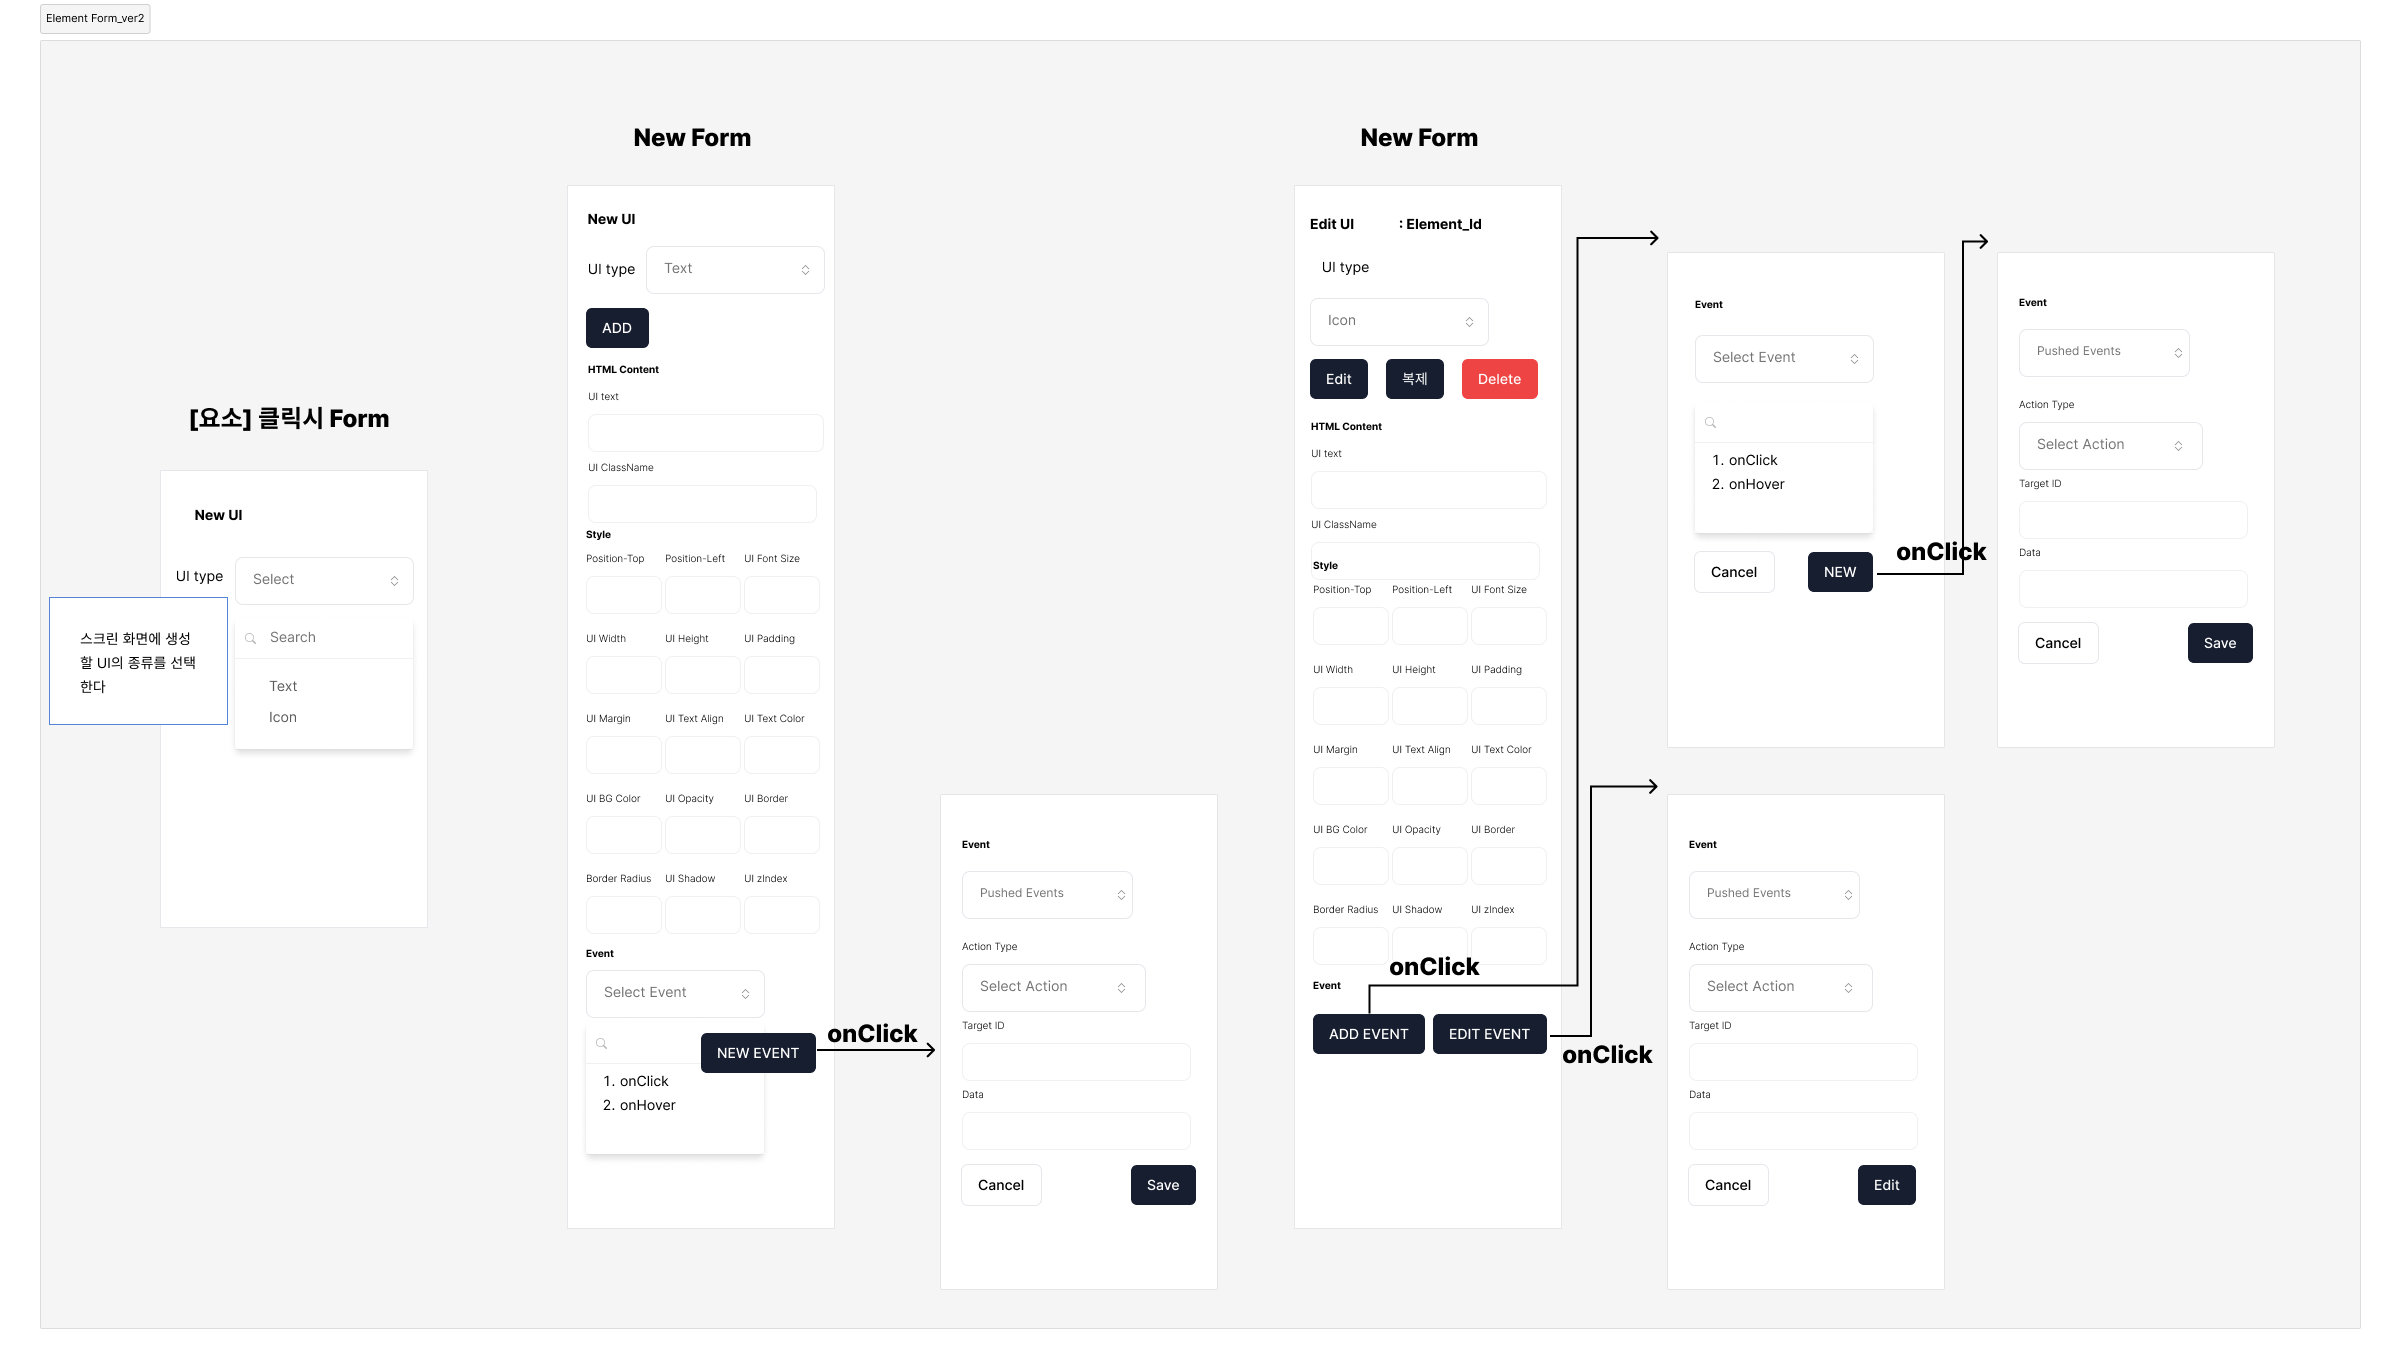 Element Form_ver2
[요소] 클릭시 Form
New UI
UI type
Select
Search
Text
Icon
스크린 화면에 생성
할 UI의 종류를 선택
한다
New Form
New UI
UI type
Text
ADD
HTML Content
UI text
UI ClassName
Style
Position-Top Position-Left UI Font Size
UI Width UI Height UI Padding
UI Margin UI Text Align UI Text Color
UI BG Color UI Opacity UI Border
Border Radius UI Shadow UI zIndex
Event
Select Event
NEW EVENT
1. onClick
2. onHover
onClick
Event
Pushed Events
Action Type
Select Action
Target ID
Data
Cancel
Save
New Form
Edit UI : Element_Id
UI type
Icon
Edit
복제
Delete
HTML Content
UI text
UI ClassName
Style
Position-Top Position-Left UI Font Size
UI Width UI Height UI Padding
UI Margin UI Text Align UI Text Color
UI BG Color UI Opacity UI Border
Border Radius UI Shadow UI zIndex
onClick
Event
ADD EVENT
EDIT EVENT
onClick
Event
Select Event
1. onClick
2. onHover
Cancel
NEW
onClick
Event
Pushed Events
Action Type
Select Action
Target ID
Data
Cancel
Save
Event
Pushed Events
Action Type
Select Action
Target ID
Data
Cancel
Edit